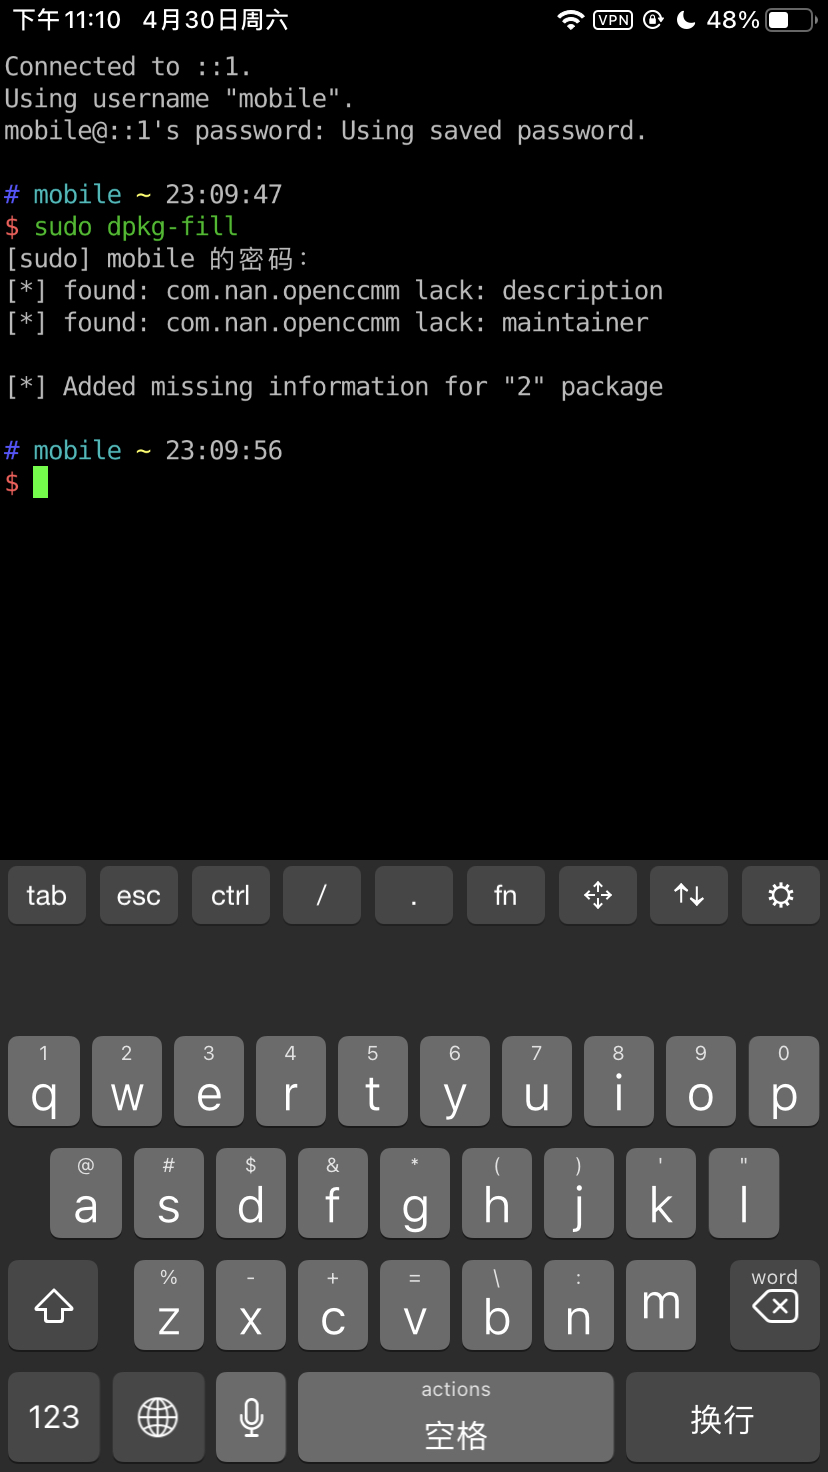 下午11:10 4月30日周六 VPN 48%
Connected to ::1.
Using username "mobile".
mobile@::1's password: Using saved password.
# mobile ~ 23:09:47
$ sudo dpkg-fill
[sudo] mobile 的密码：
[*] found: com.nan.openccmm lack: description
[*] found: com.nan.openccmm lack: maintainer
[*] Added missing information for "2" package
# mobile ~ 23:09:56
$
tab esc ctrl / . fn
1 2 3 4 5 6 7 8 9 0
q w e r t y u i o p
@ # $ & * ( ) ' "
a s d f g h j k l
% - + = \ : word
z x c v b n m
actions
123 空格 换行